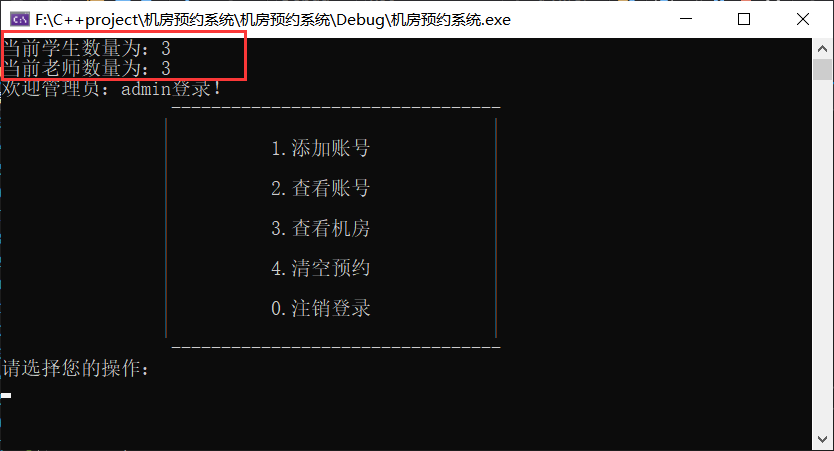 F:\C++project\机房预约系统\机房预约系统\Debug\机房预约系统.exe
当前学生数量为：3
当前老师数量为：3
欢迎管理员：admin登录！
---------------------------------
1.添加账号
2.查看账号
3.查看机房
4.清空预约
0.注销登录
---------------------------------
请选择您的操作：